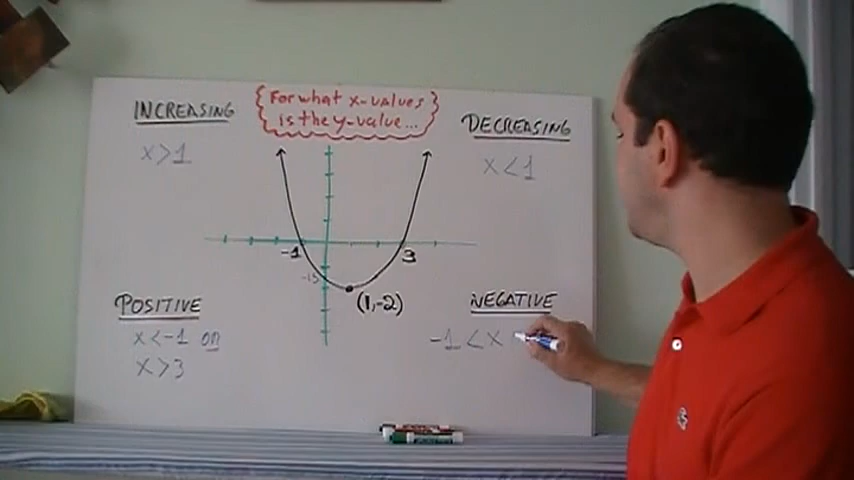 INCREASING
x>1
For what x-values
is the y-value...
DECREASING
x<1
-1
3
-1.5
(1,-2)
POSITIVE
x<-1 or
x>3
NEGATIVE
-1<x